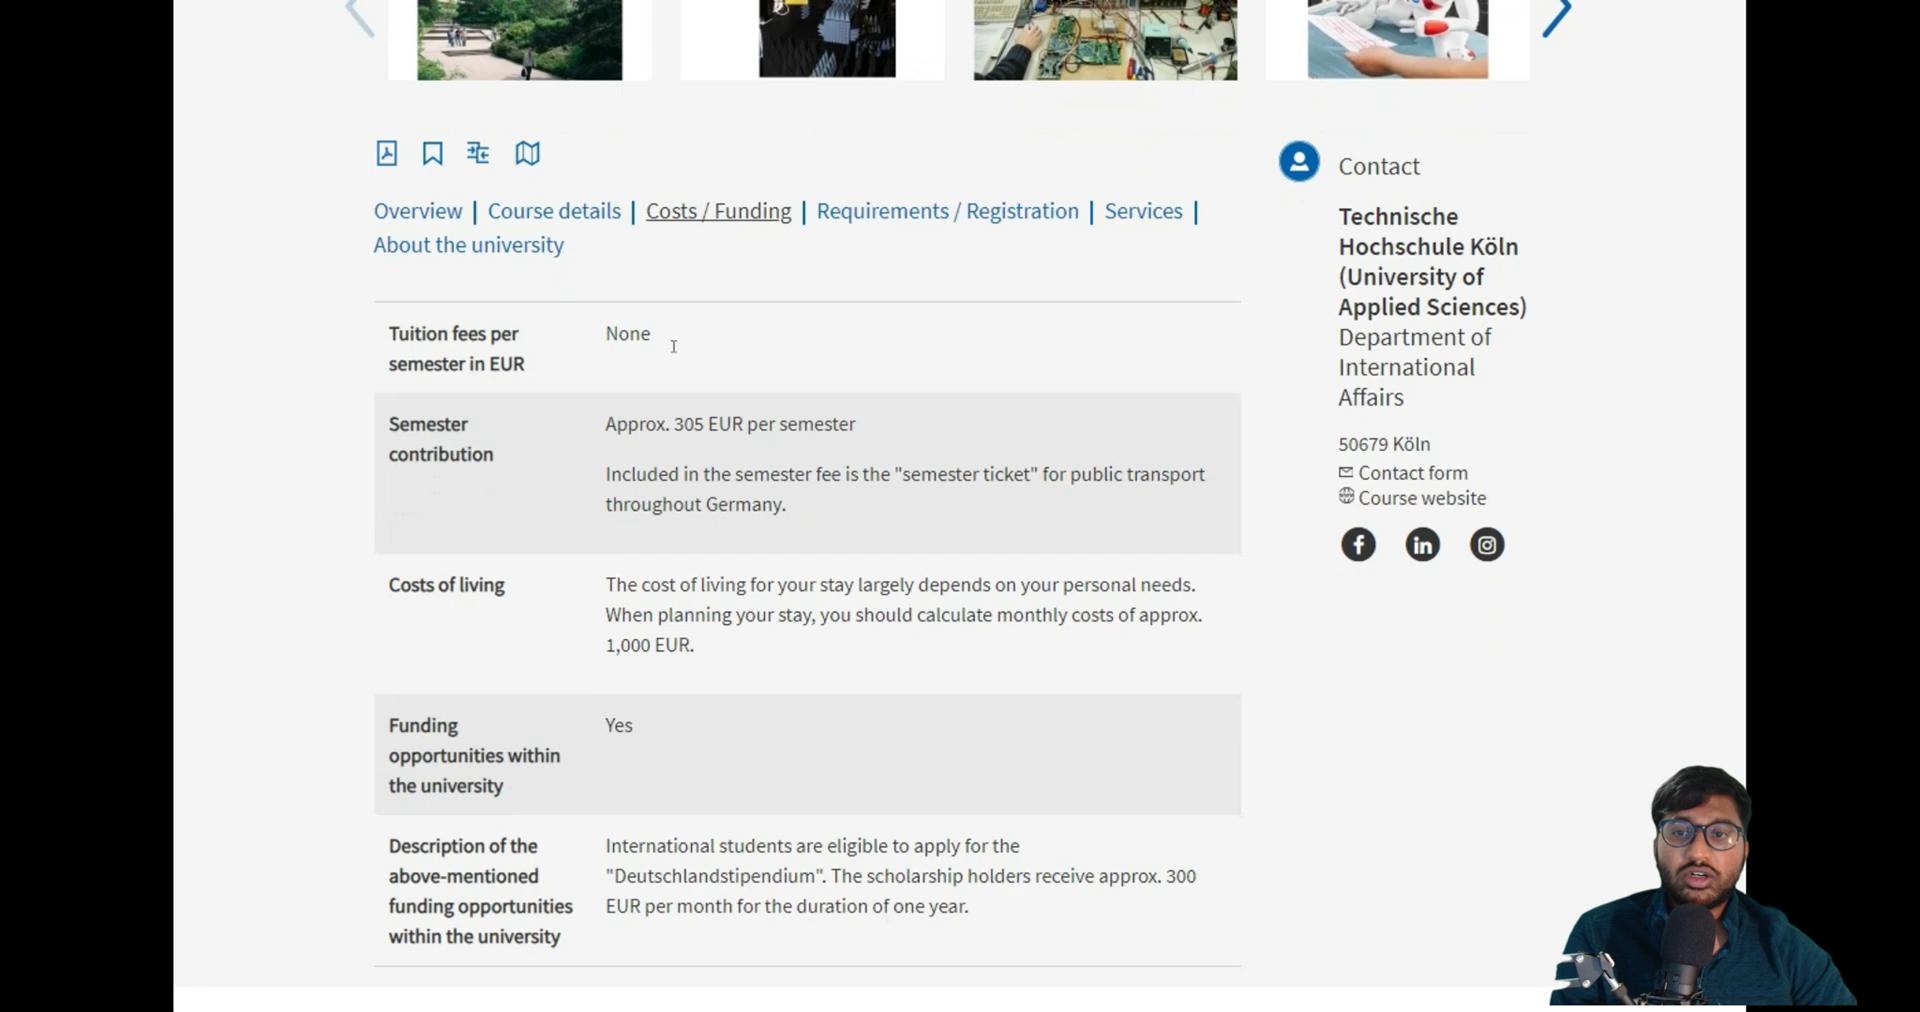 Overview | Course details | Costs / Funding | Requirements / Registration | Services |
About the university
Tuition fees per
semester in EUR
None
Semester
contribution
Approx. 305 EUR per semester
Included in the semester fee is the "semester ticket" for public transport
throughout Germany.
Costs of living
The cost of living for your stay largely depends on your personal needs.
When planning your stay, you should calculate monthly costs of approx.
1,000 EUR.
Funding
opportunities within
the university
Yes
Description of the
above-mentioned
funding opportunities
within the university
International students are eligible to apply for the
"Deutschlandstipendium". The scholarship holders receive approx. 300
EUR per month for the duration of one year.
Contact
Technische
Hochschule Köln
(University of
Applied Sciences)
Department of
International
Affairs
50679 Köln
Contact form
Course website